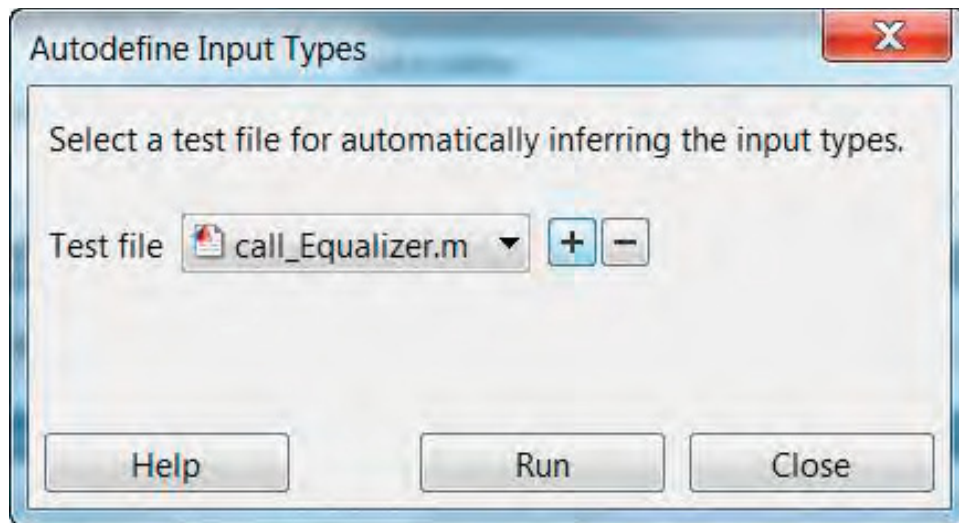 Autodefine Input Types
Select a test file for automatically inferring the input types.
Test file call_Equalizer.m + −
Help Run Close